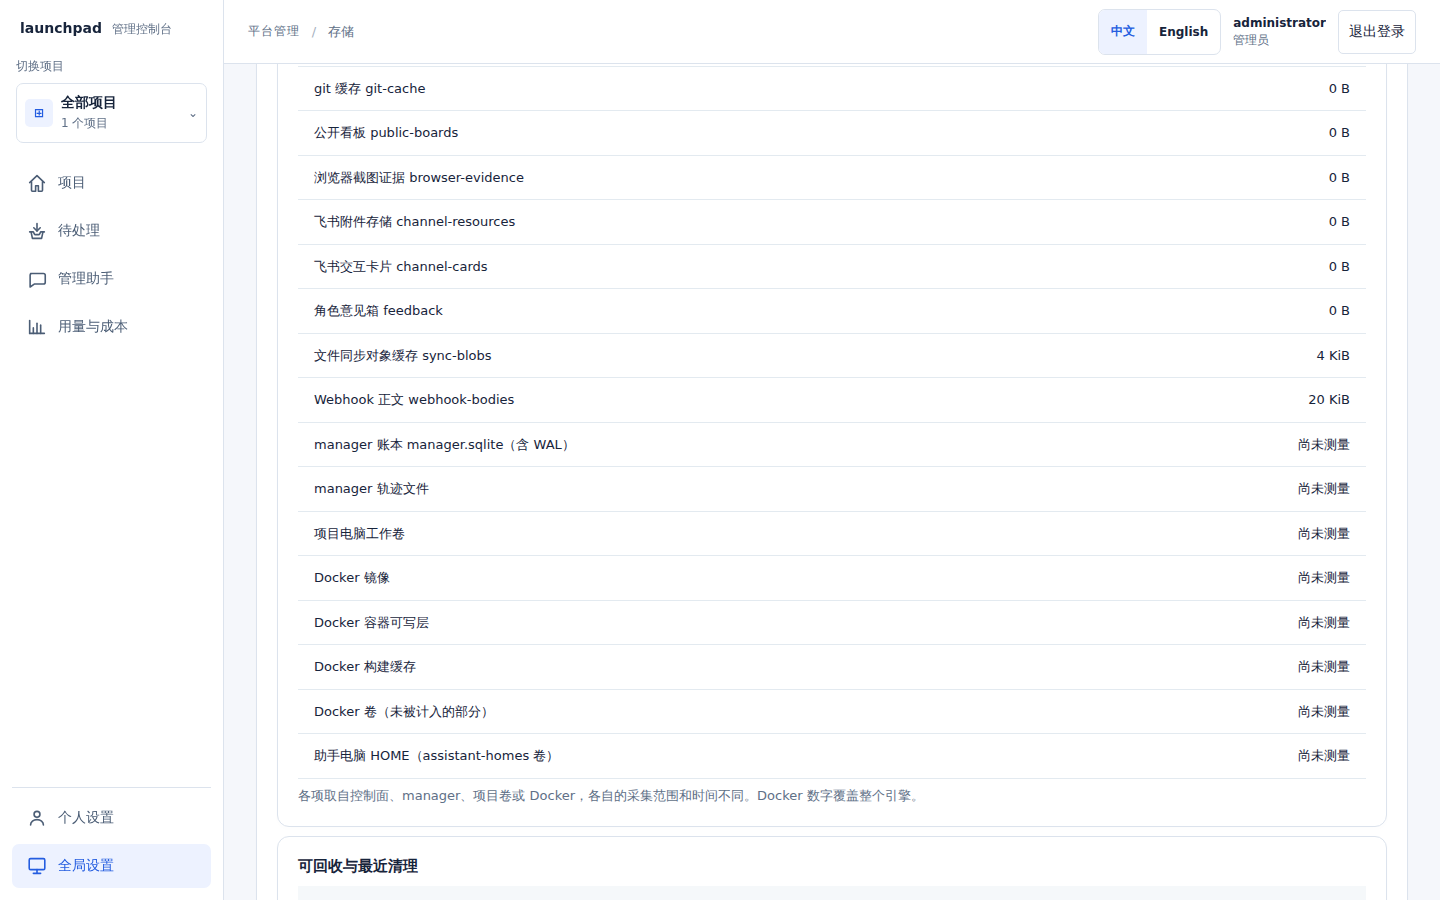 launchpad 管理控制台
切换项目
全部项目
1 个项目
项目
待处理
管理助手
用量与成本
个人设置
全局设置
平台管理 / 存储
中文 English
administrator
管理员
退出登录
git 缓存 git-cache 0 B
公开看板 public-boards 0 B
浏览器截图证据 browser-evidence 0 B
飞书附件存储 channel-resources 0 B
飞书交互卡片 channel-cards 0 B
角色意见箱 feedback 0 B
文件同步对象缓存 sync-blobs 4 KiB
Webhook 正文 webhook-bodies 20 KiB
manager 账本 manager.sqlite（含 WAL） 尚未测量
manager 轨迹文件 尚未测量
项目电脑工作卷 尚未测量
Docker 镜像 尚未测量
Docker 容器可写层 尚未测量
Docker 构建缓存 尚未测量
Docker 卷（未被计入的部分） 尚未测量
助手电脑 HOME（assistant-homes 卷） 尚未测量
各项取自控制面、manager、项目卷或 Docker，各自的采集范围和时间不同。Docker 数字覆盖整个引擎。
可回收与最近清理